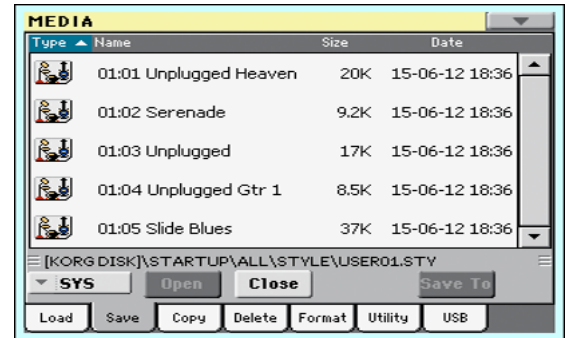 MEDIA
Type Name Size Date
01:01 Unplugged Heaven 20K 15-06-12 18:36
01:02 Serenade 9.2K 15-06-12 18:36
01:03 Unplugged 17K 15-06-12 18:36
01:04 Unplugged Gtr 1 8.5K 15-06-12 18:36
01:05 Slide Blues 37K 15-06-12 18:36
[KORG DISK]\STARTUP\ALL\STYLE\USER01.STY
SYS Open Close Save To
Load Save Copy Delete Format Utility USB